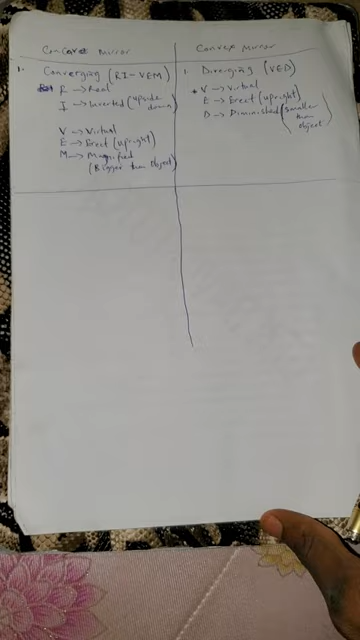 Concave Mirror
Convex Mirror
1. Converging (RI-VEM)
R → Real
I → Inverted (upside down)
V → Virtual
E → Erect (upright)
M → Magnified
(Bigger than Object)
1. Diverging (VED)
V → Virtual
E → Erect (upright)
D → Diminished (smaller than object)